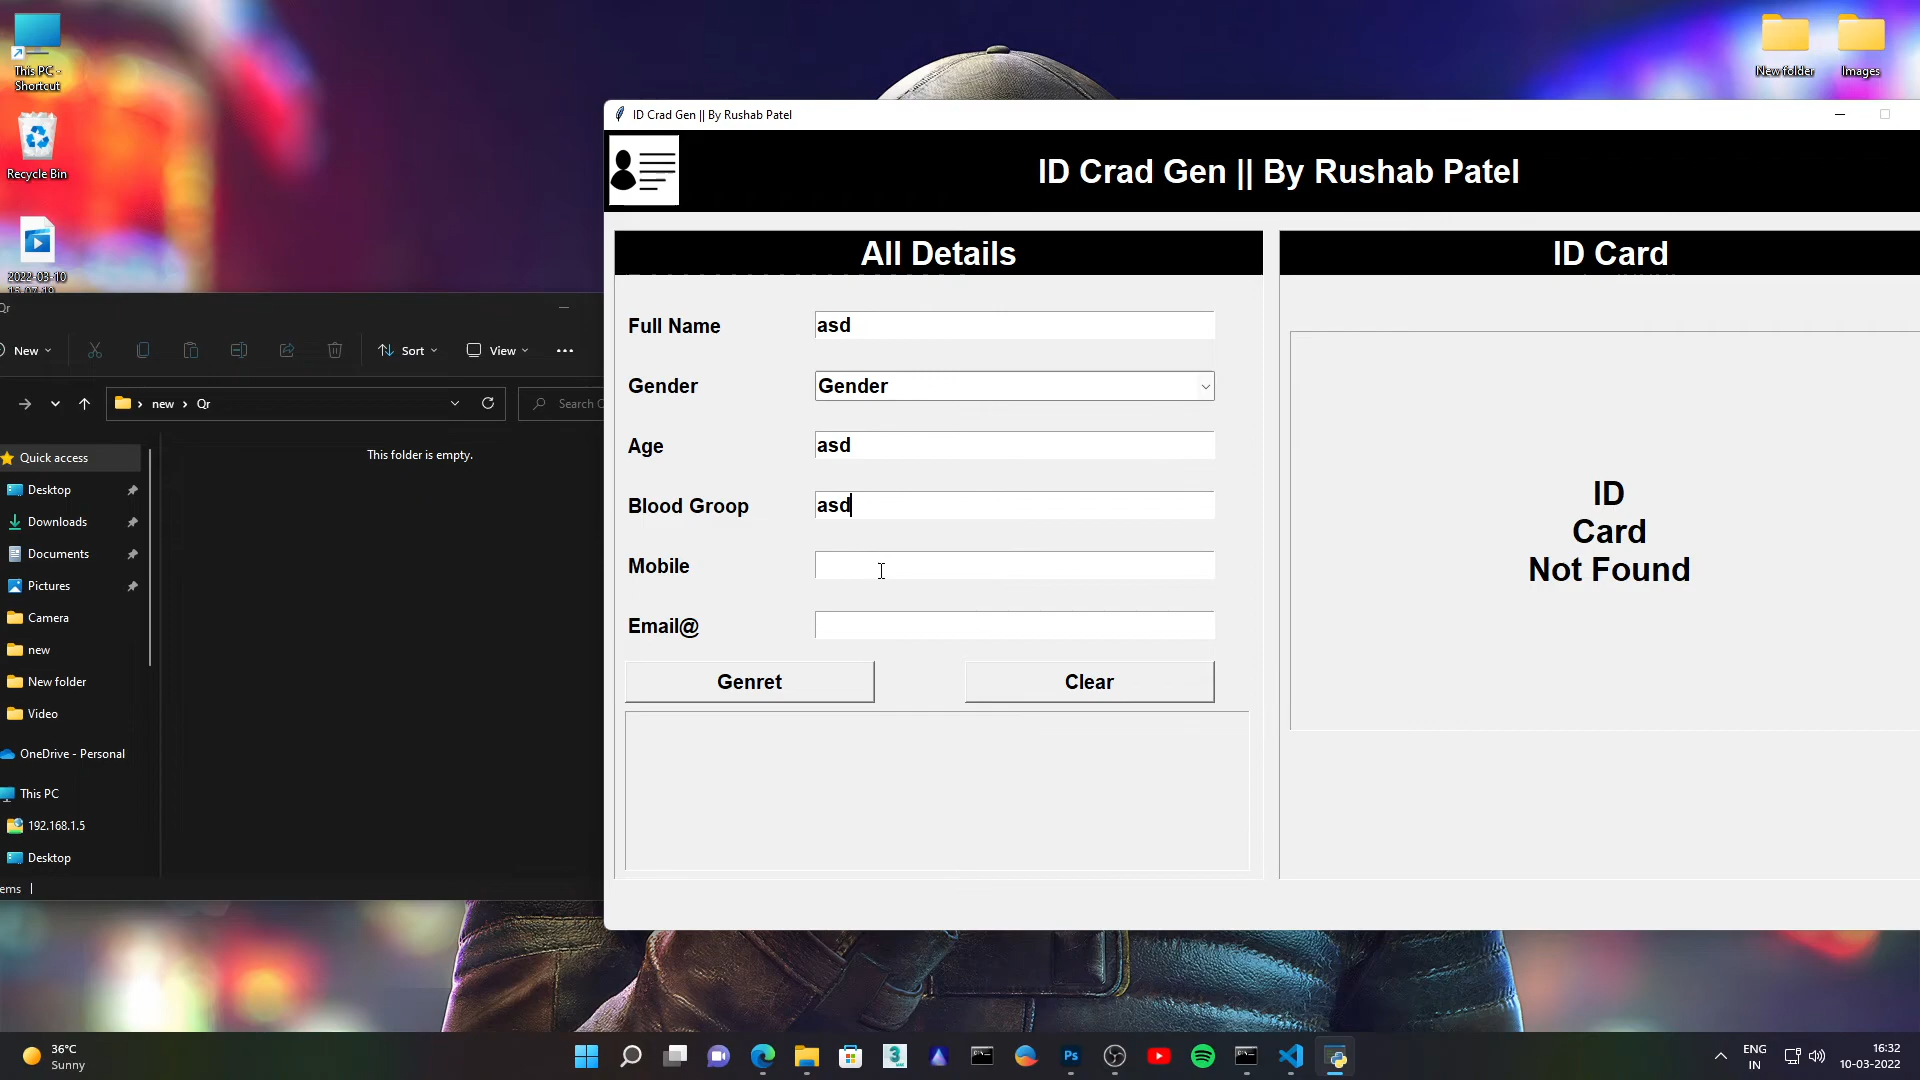 This PC -
Shortcut
Recycle Bin
2022-03-10
New folder
Images
ID Crad Gen || By Rushab Patel
ID Crad Gen || By Rushab Patel
All Details
ID Card
Full Name
asd
Gender
Gender
Age
asd
Blood Groop
asd
Mobile
Email@
Genret
Clear
ID
Card
Not Found
Qr
New
Sort
View
new
Qr
Search
This folder is empty.
Quick access
Desktop
Downloads
Documents
Pictures
Camera
new
New folder
Video
OneDrive - Personal
This PC
192.168.1.5
Desktop
ems
36°C
Sunny
Ps
ENG
IN
16:32
10-03-2022